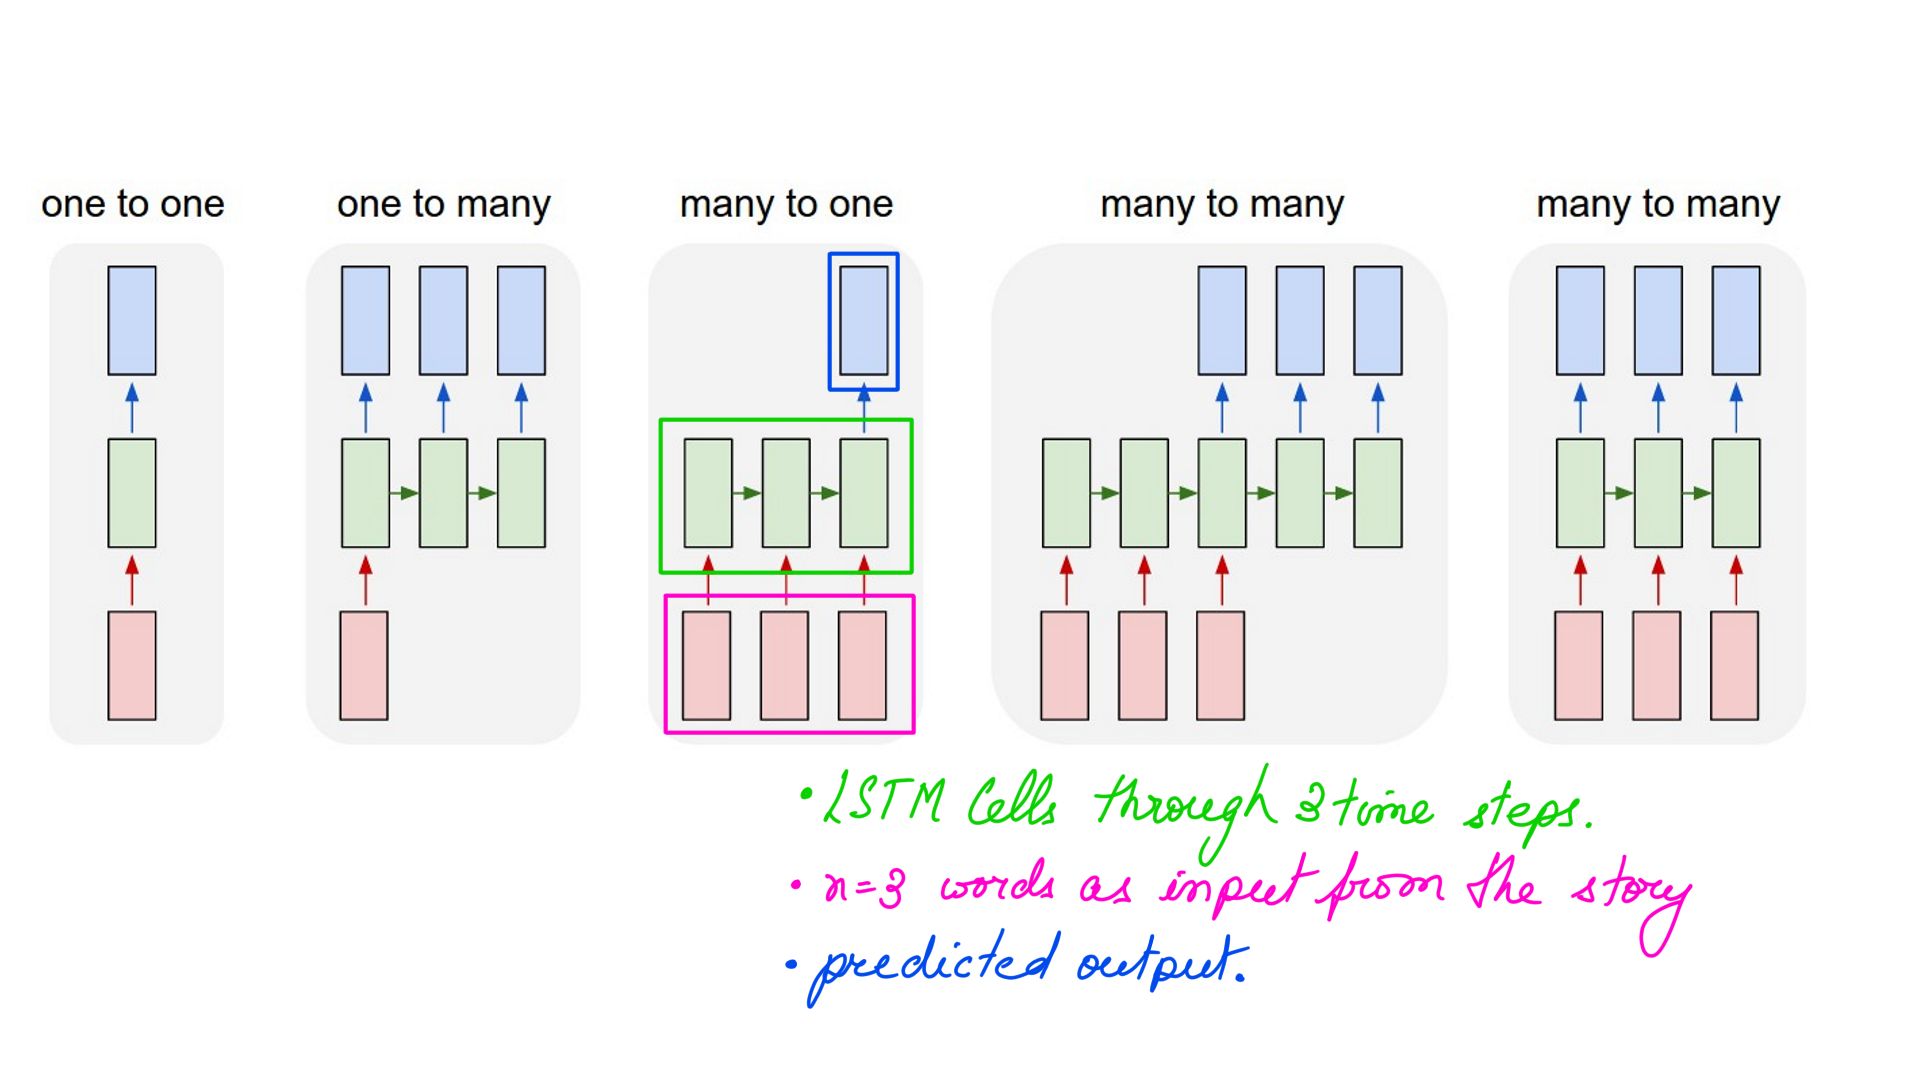 one to one
one to many
many to one
many to many
many to many
• LSTM Cells through 3 time steps.
• n=3 words as input from the story
• predicted output.